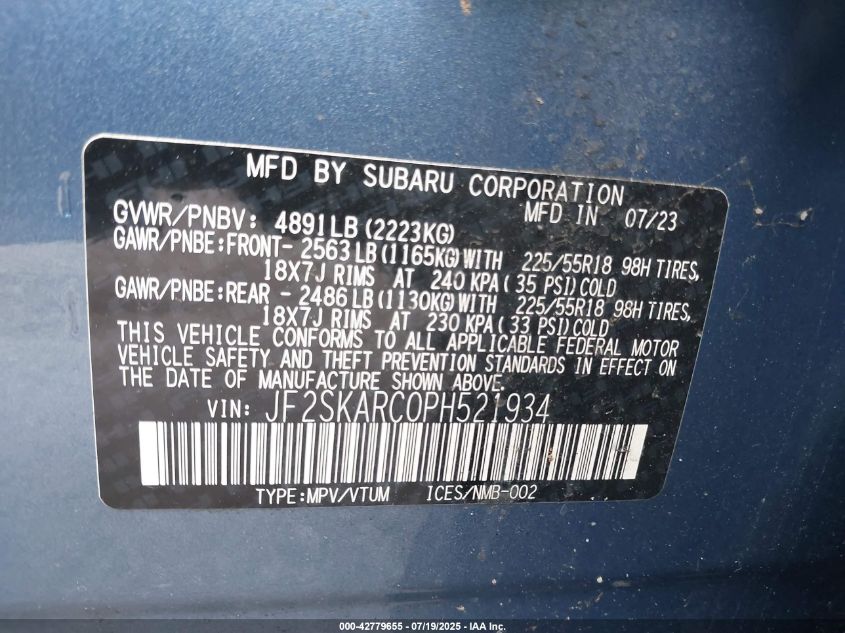 MFD BY SUBARU CORPORATION
MFD IN 07/23
GVWR/PNBV: 4891LB (2223KG)
GAWR/PNBE:FRONT- 2563LB(1165KG)WITH 225/55R18 98H TIRES,
18X7J RIMS AT 240 KPA( 35 PSI)COLD
GAWR/PNBE:REAR - 2486LB(1130KG)WITH 225/55R18 98H TIRES,
18X7J RIMS AT 230 KPA(33 PSI)COLD
THIS VEHICLE CONFORMS TO ALL APPLICABLE FEDERAL MOTOR
VEHICLE SAFETY AND THEFT PREVENTION STANDARDS IN EFFECT ON
THE DATE OF MANUFACTURE SHOWN ABOVE.
VIN: JF2SKARC0PH521934
TYPE:MPV/VTUM ICES/NMB-002
000-42779655 - 07/19/2025 - IAA Inc.